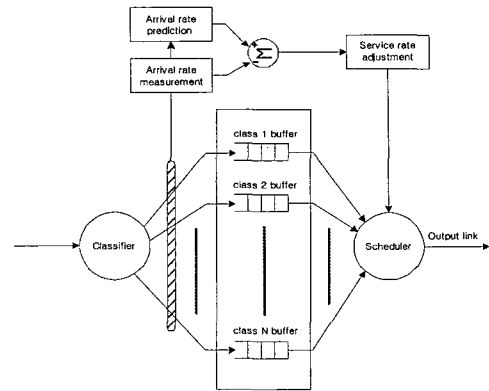 Arrival rate
prediction
Arrival rate
measurement
+
-
Σ
Service rate
adjustment
class 1 buffer
class 2 buffer
Classifier
Scheduler
Output link
class N buffer